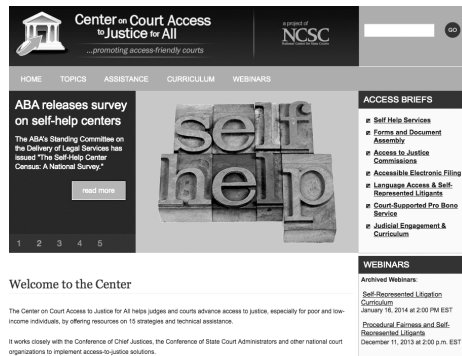 Center on Court Access
to Justice for All
...promoting access-friendly courts
a project of
NCSC
National Center for State Courts
GO
HOME TOPICS ASSISTANCE CURRICULUM WEBINARS
ABA releases survey
on self-help centers
The ABA's Standing Committee on
the Delivery of Legal Services has
issued "The Self-Help Center
Census: A National Survey."
read more
1 2 3 4 5
self
help
ACCESS BRIEFS
Self Help Services
Forms and Document
Assembly
Access to Justice
Commissions
Accessible Electronic Filing
Language Access & Self-
Represented Litigants
Court-Supported Pro Bono
Service
Judicial Engagement &
Curriculum
Welcome to the Center
The Center on Court Access to Justice for All helps judges and courts advance access to justice, especially for poor and low-
income individuals, by offering resources on 15 strategies and technical assistance.
It works closely with the Conference of Chief Justices, the Conference of State Court Administrators and other national court
organizations to implement access-to-justice solutions.
WEBINARS
Archived Webinars:
Self-Represented Litigation
Curriculum
January 16, 2014 at 2:00 PM EST
Procedural Fairness and Self-
Represented Litigants
December 11, 2013 at 2:00 p.m. EST